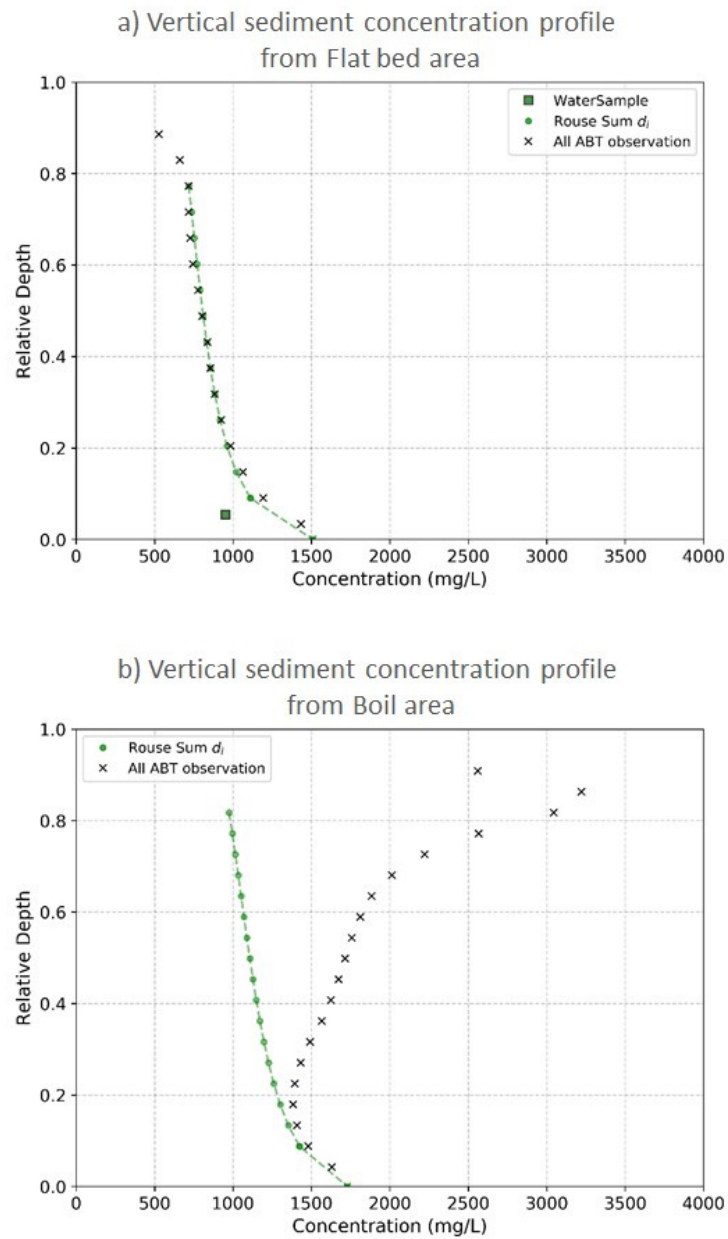 a) Vertical sediment concentration profile
from Flat bed area
1.0
WaterSample
Rouse Sum dᵢ
All ABT observation
0.8
0.6
Relative Depth
0.4
0.2
0.0
0 500 1000 1500 2000 2500 3000 3500 4000
Concentration (mg/L)
b) Vertical sediment concentration profile
from Boil area
1.0
Rouse Sum dᵢ
All ABT observation
0.8
0.6
Relative Depth
0.4
0.2
0.0
0 500 1000 1500 2000 2500 3000 3500 4000
Concentration (mg/L)